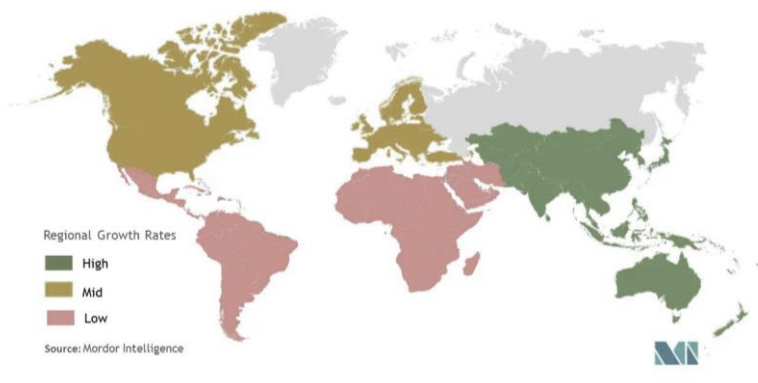 Regional Growth Rates
High
Mid
Low
Source: Mordor Intelligence